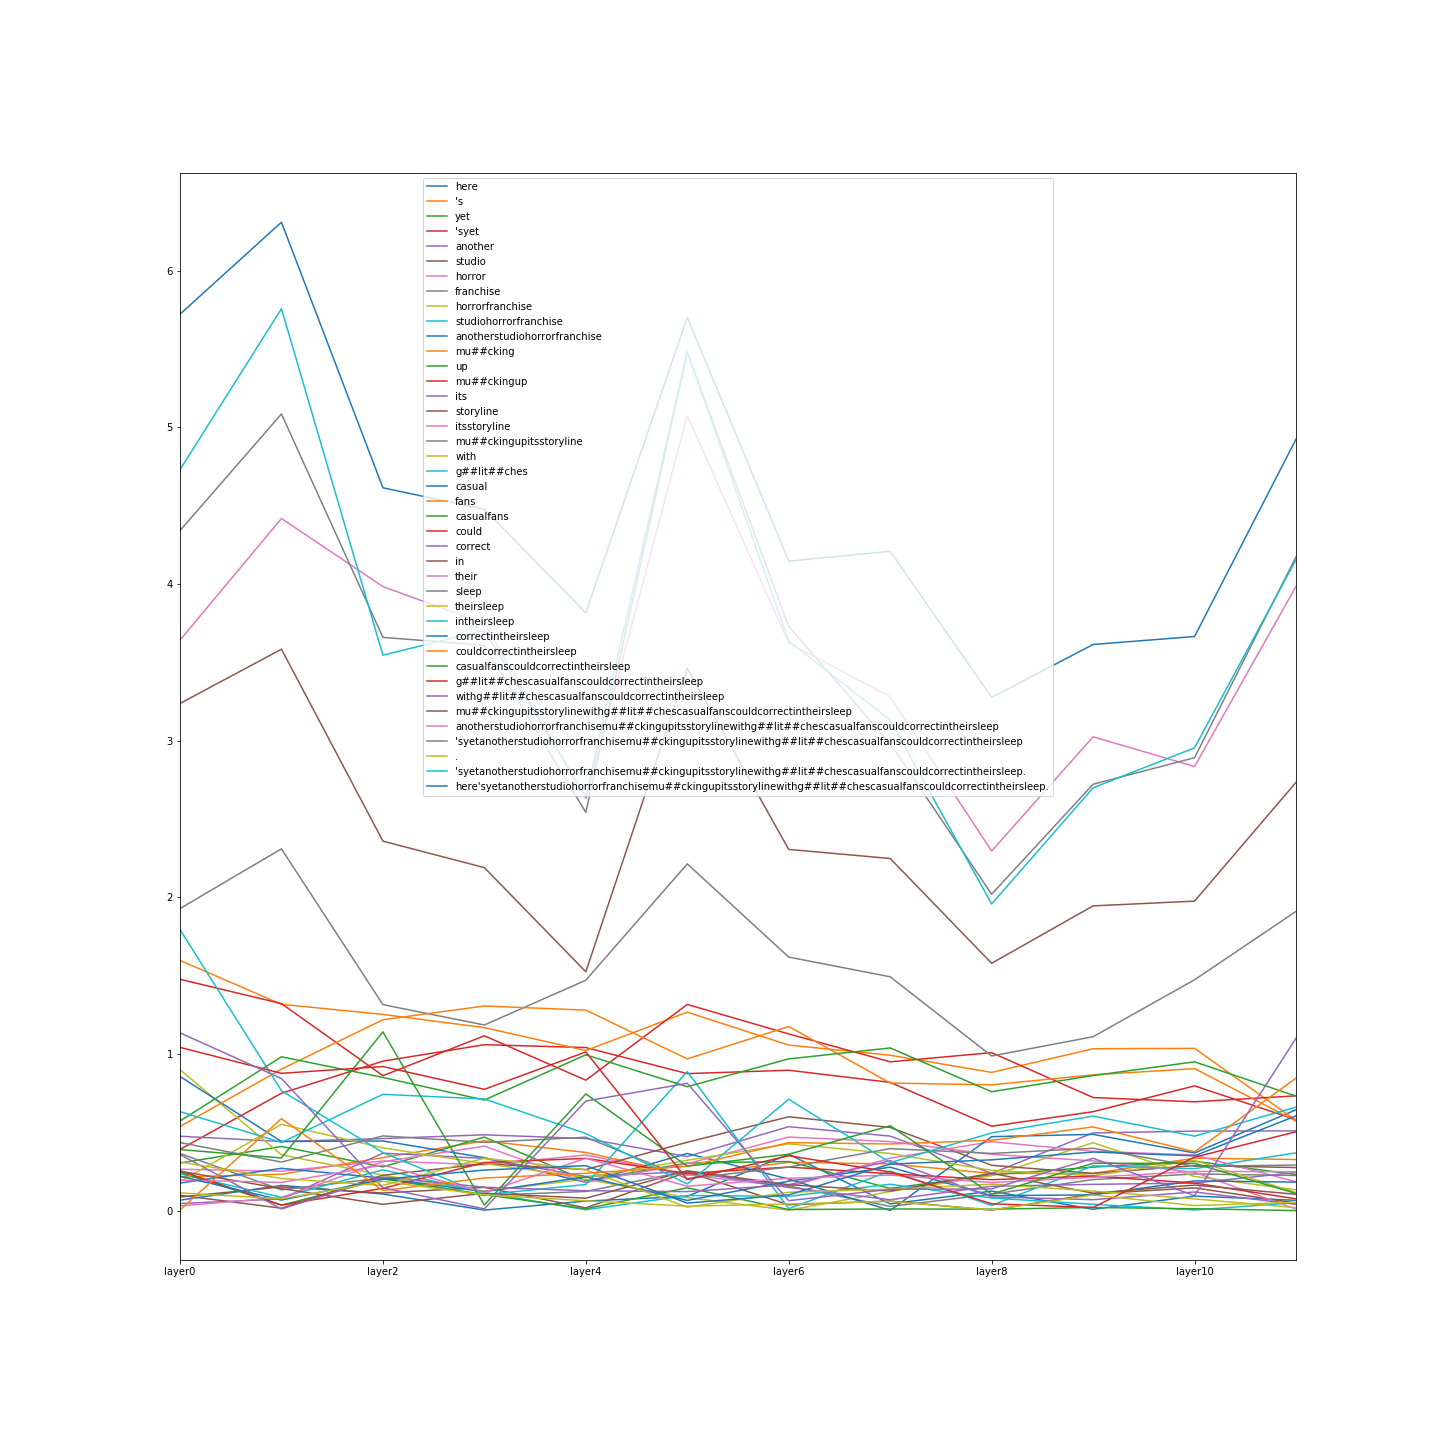 here
's
yet
'syet
another
studio
horror
franchise
horrorfranchise
studiohorrorfranchise
anotherstudiohorrorfranchise
mu##cking
up
mu##ckingup
its
storyline
itsstoryline
mu##ckingupitsstoryline
with
g##lit##ches
casual
fans
casualfans
could
correct
in
their
sleep
theirsleep
intheirsleep
correctintheirsleep
couldcorrectintheirsleep
casualfanscouldcorrectintheirsleep
g##lit##chescasualfanscouldcorrectintheirsleep
withg##lit##chescasualfanscouldcorrectintheirsleep
mu##ckingupitsstorylinewithg##lit##chescasualfanscouldcorrectintheirsleep
anotherstudiohorrorfranchisemu##ckingupitsstorylinewithg##lit##chescasualfanscouldcorrectintheirsleep
'syetanotherstudiohorrorfranchisemu##ckingupitsstorylinewithg##lit##chescasualfanscouldcorrectintheirsleep
.
'syetanotherstudiohorrorfranchisemu##ckingupitsstorylinewithg##lit##chescasualfanscouldcorrectintheirsleep.
here'syetanotherstudiohorrorfranchisemu##ckingupitsstorylinewithg##lit##chescasualfanscouldcorrectintheirsleep.
6
5
4
3
2
1
0
layer0 layer2 layer4 layer6 layer8 layer10